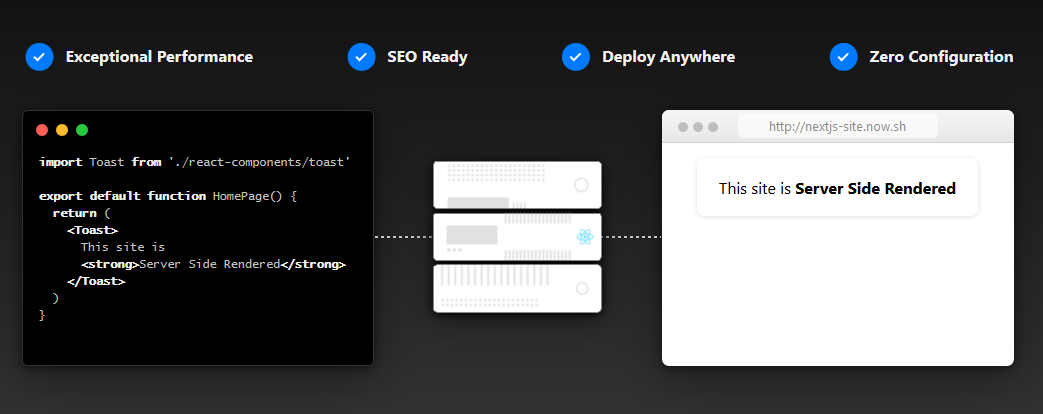 Exceptional Performance
SEO Ready
Deploy Anywhere
Zero Configuration
import Toast from './react-components/toast'
export default function HomePage() {
return (
<Toast>
This site is
<strong>Server Side Rendered</strong>
</Toast>
)
}
http://nextjs-site.now.sh
This site is Server Side Rendered